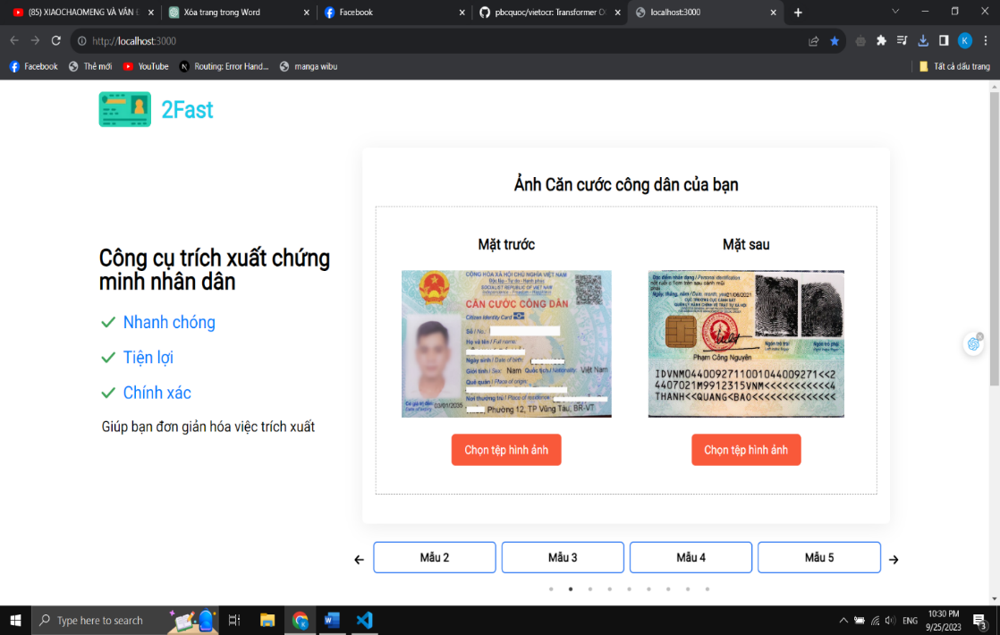 (85) XIAOCHAOMENG VÀ VẤN Đ
Xóa trang trong Word
Facebook
pbcquoc/vietocr: Transformer OC
localhost:3000
http://localhost:3000
K
Facebook
Thẻ mới
YouTube
Routing: Error Hand...
manga wibu
Tất cả dấu trang
2Fast
Công cụ trích xuất chứng
minh nhân dân
Nhanh chóng
Tiện lợi
Chính xác
Giúp bạn đơn giản hóa việc trích xuất
Ảnh Căn cước công dân của bạn
Mặt trước
CỘNG HÒA XÃ HỘI CHỦ NGHĨA VIỆT NAM
Độc lập - Tự do - Hạnh phúc
SOCIALIST REPUBLIC OF VIET NAM
Independence - Freedom - Happiness
CĂN CƯỚC CÔNG DÂN
Citizen Identity Card
Số / No.:
Họ và tên / Full name:
Ngày sinh / Date of birth:
Giới tính / Sex: Nam Quốc tịch / Nationality: Việt Nam
Quê quán / Place of origin:
Nơi thường trú / Place of residence:
Có giá trị đến
Date of expiry
03/01/2035
Phường 12, TP Vũng Tàu, BR-VT
Chọn tệp hình ảnh
Mặt sau
Đặc điểm nhận dạng / Personal identification
Ngày, tháng, năm / Date, month, year
CỤC TRƯỞNG CỤC CẢNH SÁT
QUẢN LÝ HÀNH CHÍNH VỀ TRẬT TỰ XÃ HỘI
Ngón trỏ trái
Ngón trỏ phải
Phạm Công Nguyên
IDVNM0440092711001044009271<<2
4407021M9912315VNM<<<<<<<<<<<4
THANH<<QUANG<BAO<<<<<<<<<<<<<<
Chọn tệp hình ảnh
Mẫu 2
Mẫu 3
Mẫu 4
Mẫu 5
Type here to search
ENG
10:30 PM
9/25/2023
3